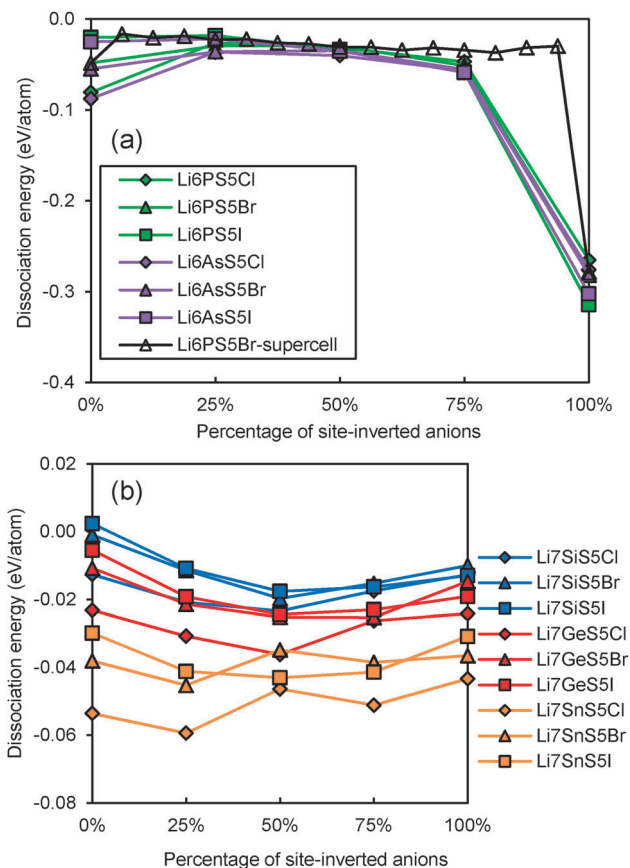 0.0
-0.1
-0.2
-0.3
-0.4
Dissociation energy (eV/atom)
(a)
Li6PS5Cl
Li6PS5Br
Li6PS5I
Li6AsS5Cl
Li6AsS5Br
Li6AsS5I
Li6PS5Br-supercell
0% 25% 50% 75% 100%
Percentage of site-inverted anions
0.02
0.00
-0.02
-0.04
-0.06
-0.08
Dissociation energy (eV/atom)
(b)
Li7SiS5Cl
Li7SiS5Br
Li7SiS5I
Li7GeS5Cl
Li7GeS5Br
Li7GeS5I
Li7SnS5Cl
Li7SnS5Br
Li7SnS5I
0% 25% 50% 75% 100%
Percentage of site-inverted anions